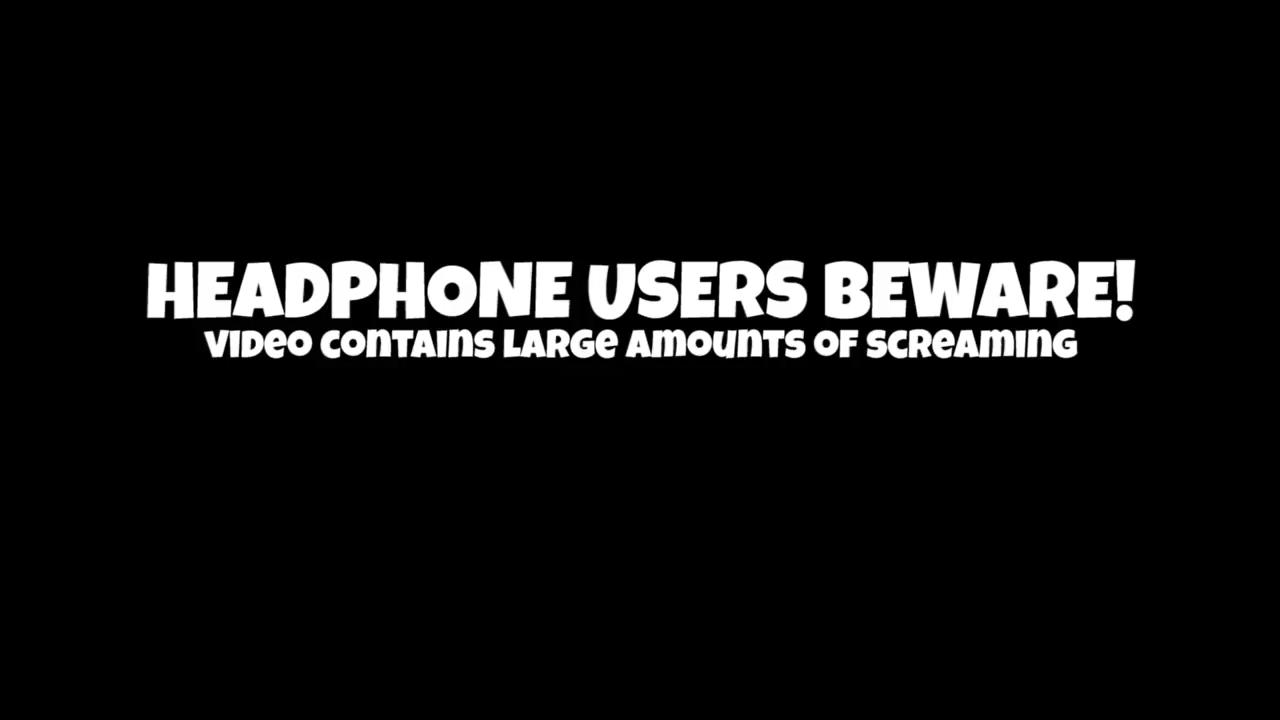 HEADPHONE USERS BEWARE!
VIDEO CONTAINS LARGE AMOUNTS OF SCREAMING